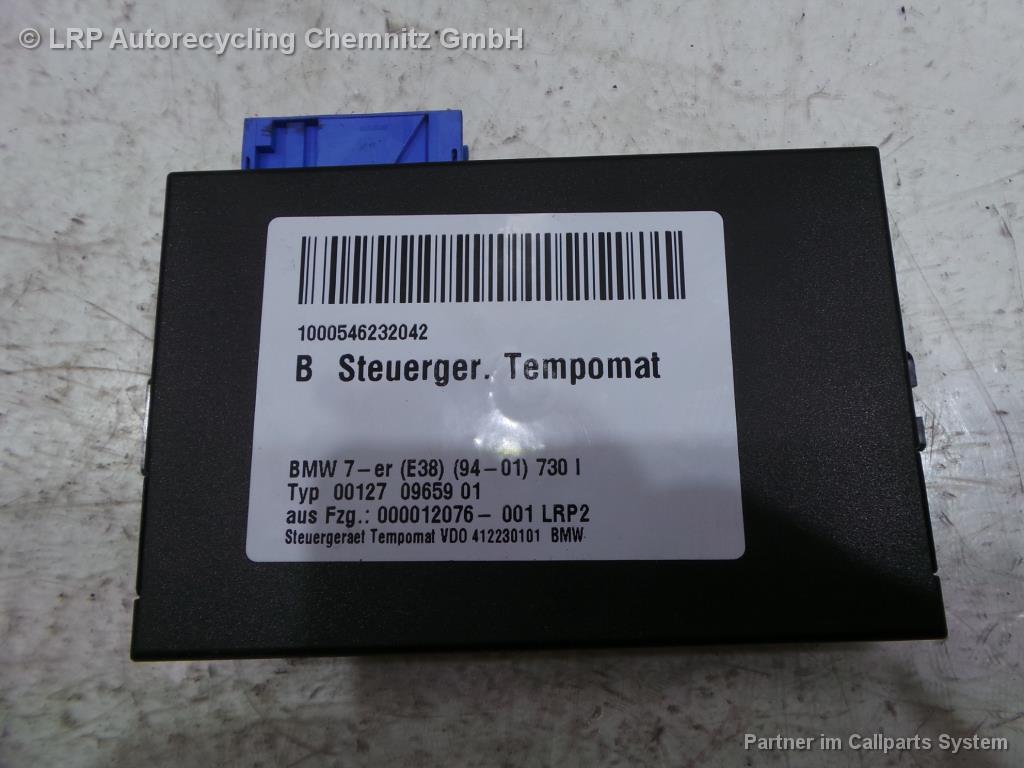 © LRP Autorecycling Chemnitz GmbH
1000546232042
B Steuerger. Tempomat
BMW 7-er (E38) (94-01) 730 I
Typ 00127 09659 01
aus Fzg.: 000012076- 001 LRP2
Steuergeraet Tempomat VDO 412230101 BMW
Partner im Callparts System